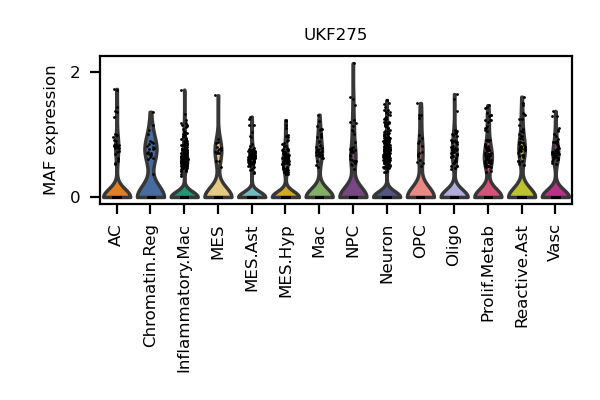 UKF275
MAF expression
2
0
AC
Chromatin.Reg
Inflammatory.Mac
MES
MES.Ast
MES.Hyp
Mac
NPC
Neuron
OPC
Oligo
Prolif.Metab
Reactive.Ast
Vasc